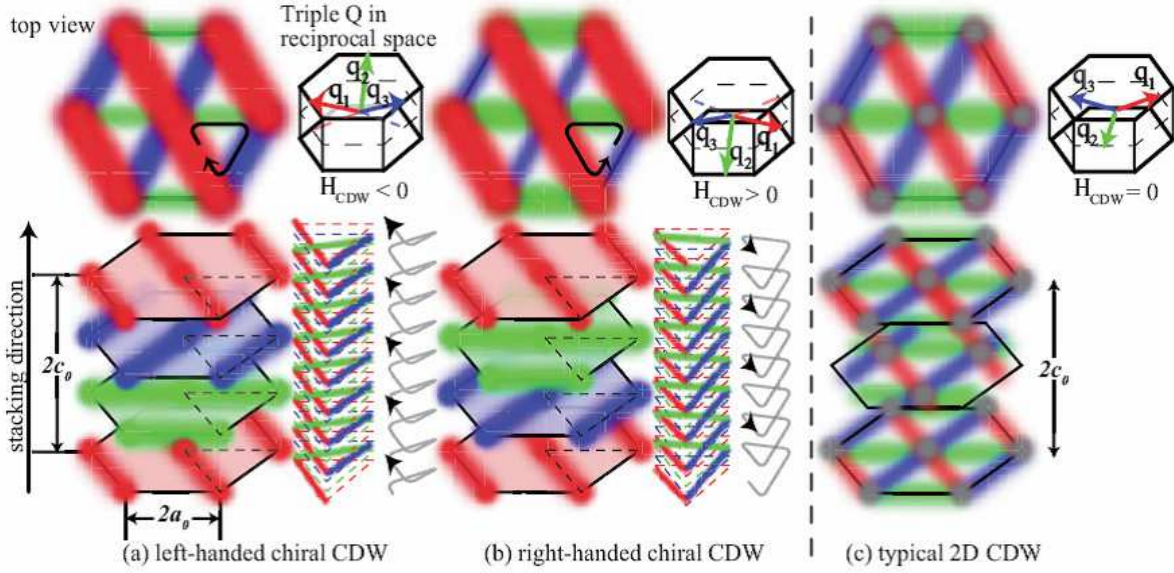 top view
Triple Q in
reciprocal space
q₁ q₂ q₃
H_CDW < 0
q₃ q₂ q₁
H_CDW > 0
q₃ q₂ q₁
H_CDW = 0
stacking direction
2c₀
2a₀
2c₀
(a) left-handed chiral CDW
(b) right-handed chiral CDW
(c) typical 2D CDW